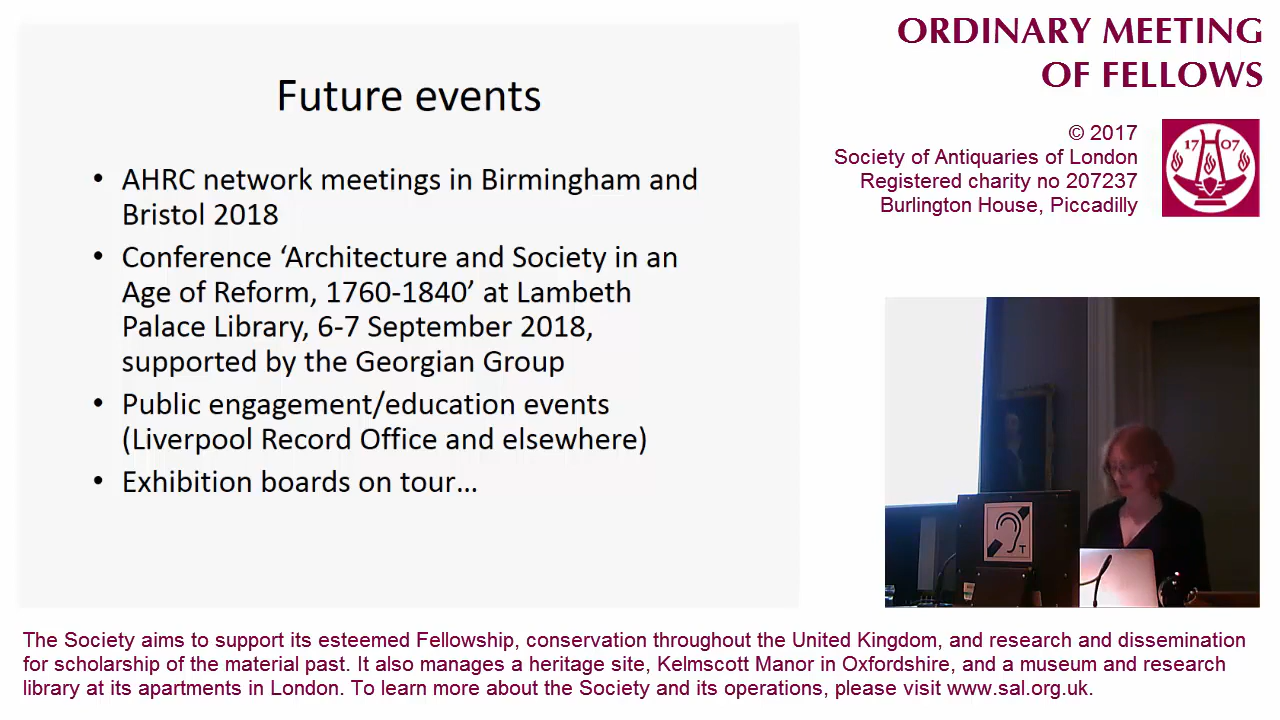 Future events
• AHRC network meetings in Birmingham and
Bristol 2018
• Conference ‘Architecture and Society in an
Age of Reform, 1760-1840’ at Lambeth
Palace Library, 6-7 September 2018,
supported by the Georgian Group
• Public engagement/education events
(Liverpool Record Office and elsewhere)
• Exhibition boards on tour…
ORDINARY MEETING
OF FELLOWS
© 2017
Society of Antiquaries of London
Registered charity no 207237
Burlington House, Piccadilly
17 07
T
The Society aims to support its esteemed Fellowship, conservation throughout the United Kingdom, and research and dissemination
for scholarship of the material past. It also manages a heritage site, Kelmscott Manor in Oxfordshire, and a museum and research
library at its apartments in London. To learn more about the Society and its operations, please visit www.sal.org.uk.